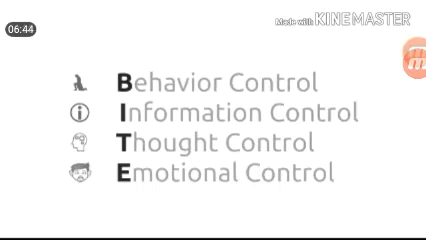 Made with KINEMASTER
06:44
Behavior Control
Information Control
Thought Control
Emotional Control